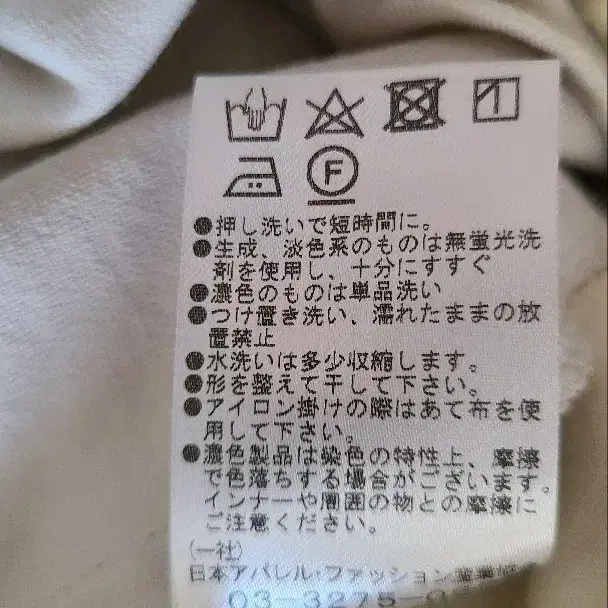 F
●押し洗いで短時間に。
●生成、淡色系のものは無蛍光洗
剤を使用し、十分にすすぐ
●濃色のものは単品洗い
●つけ置き洗い、濡れたままの放
置禁止
●水洗いは多少収縮します。
●形を整えて干して下さい。
●アイロン掛けの際はあて布を使
用して下さい。
●濃色製品は染色の特性上、摩擦
で色落ちする場合がございます。
インナーや周囲の物との摩擦に
ご注意ください。
(一社)
日本アパレル・ファッション産業
03-3275-0